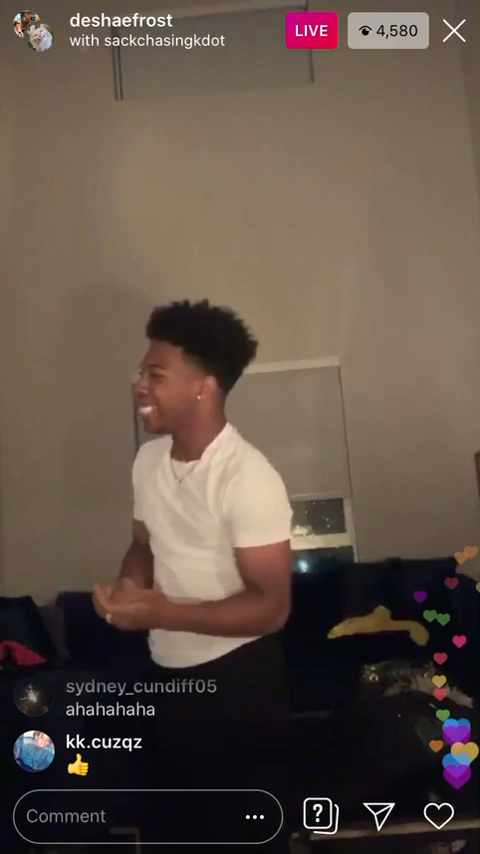 deshaefrost
with sackchasingkdot
LIVE
4,580
sydney_cundiff05
ahahahaha
kk.cuzqz
👍
Comment